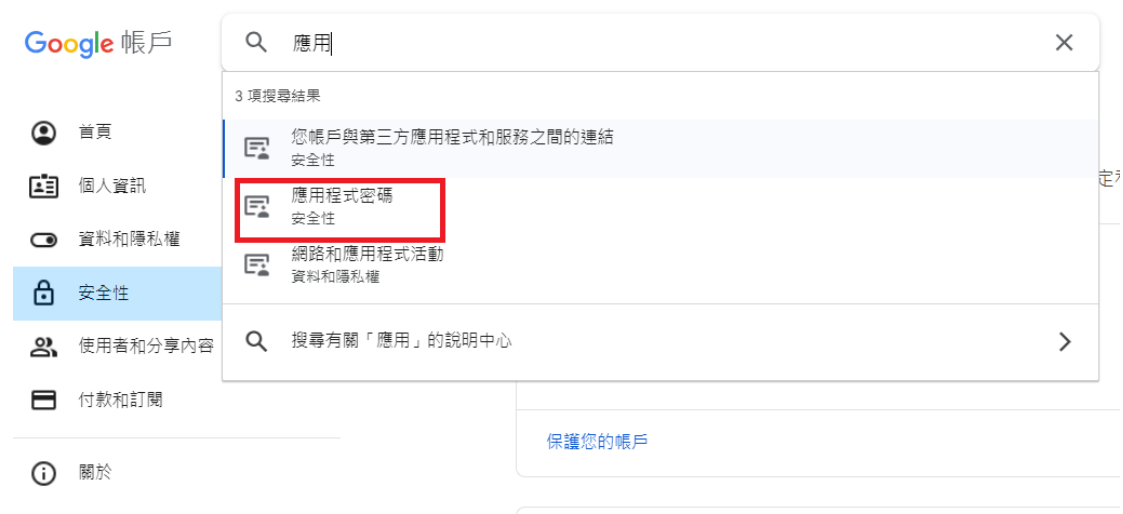 Google 帳戶
應用
3 項搜尋結果
您帳戶與第三方應用程式和服務之間的連結
安全性
應用程式密碼
安全性
網路和應用程式活動
資料和隱私權
搜尋有關「應用」的說明中心
首頁
個人資訊
資料和隱私權
安全性
使用者和分享內容
付款和訂閱
關於
定
保護您的帳戶